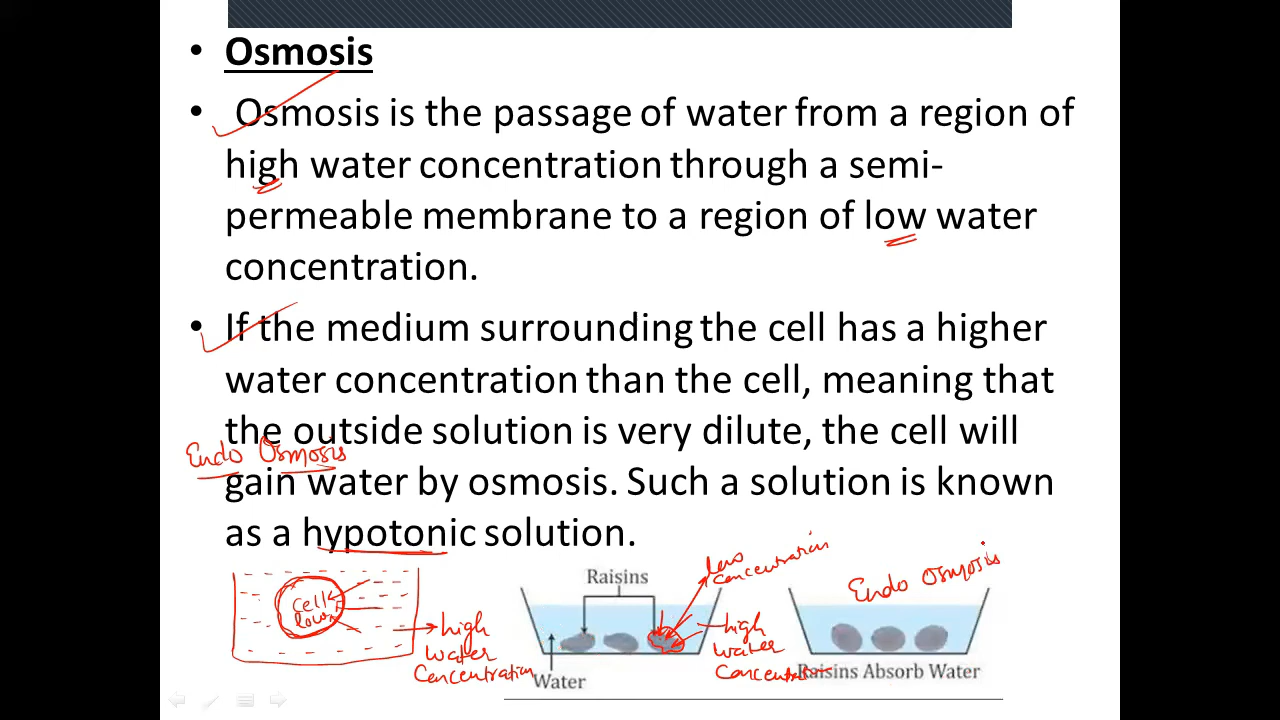 • Osmosis
• Osmosis is the passage of water from a region of
high water concentration through a semi-
permeable membrane to a region of low water
concentration.
• If the medium surrounding the cell has a higher
water concentration than the cell, meaning that
the outside solution is very dilute, the cell will
Endo Osmosis
gain water by osmosis. Such a solution is known
as a hypotonic solution.
Cell
low
high
water
Concentration
Raisins
Water
low
concentration
high
water
Concentrat
Endo Osmosis
Raisins Absorb Water